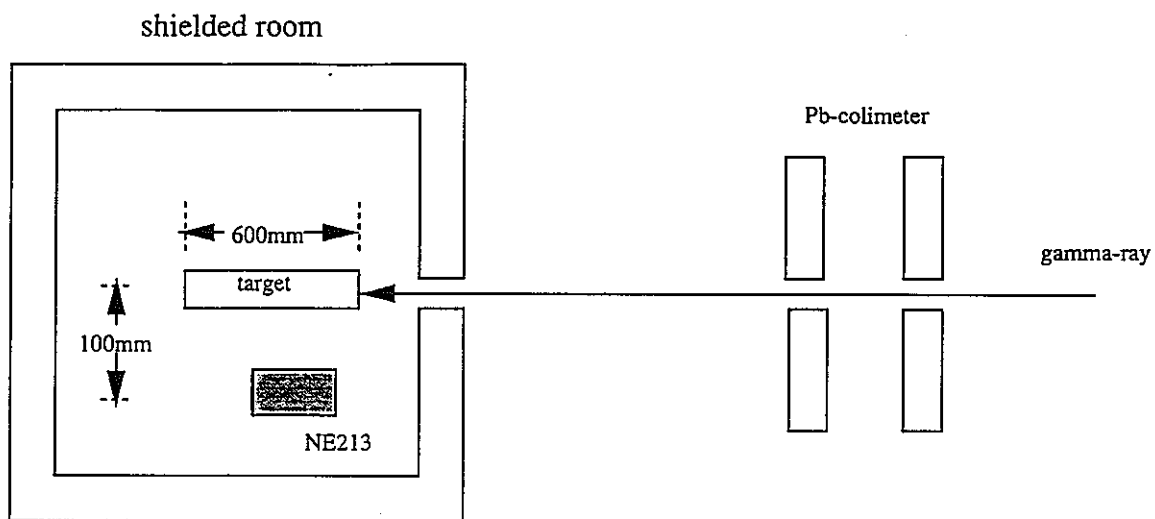 shielded room
Pb-colimeter
600mm
gamma-ray
target
100mm
NE213